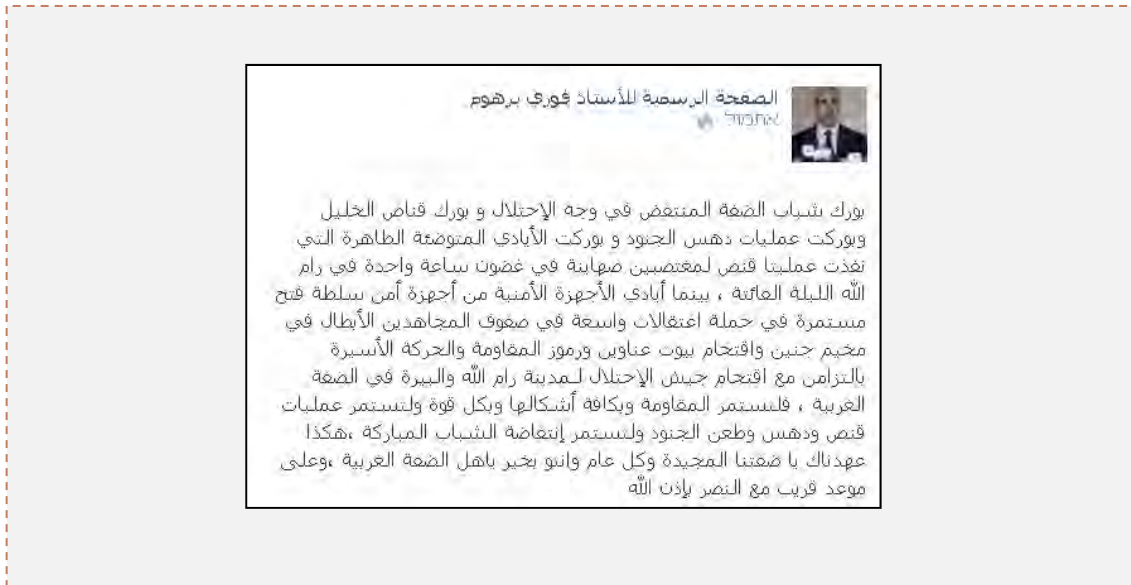 الصفحة الرسمية للأستاذ فوزي برهوم
אתמול
بورك شباب الضفة المنتفض في وجه الإحتلال و بورك قناص الخليل
وبوركت عمليات دهس الجنود و بوركت الأيادي المتوضئة الطاهرة التي
نفذت عمليتا قنص لمغتصبين صهاينة في غضون ساعة واحدة في رام
الله الليلة الفائتة ، بينما أيادي الأجهزة الأمنية من أجهزة أمن سلطة فتح
مستمرة في حملة اعتقالات واسعة في صفوف المجاهدين الأبطال في
مخيم جنين واقتحام بيوت عناوين ورموز المقاومة والحركة الأسيرة
بالتزامن مع اقتحام جيش الإحتلال لمدينة رام الله والبيرة في الضفة
الغربية ، فلتستمر المقاومة وبكافة أشكالها وبكل قوة ولتستمر عمليات
قنص ودهس وطعن الجنود ولتستمر إنتفاضة الشباب المباركة ،هكذا
عهدناك يا ضفتنا المجيدة وكل عام وانتو بخير ياهل الضفة الغربية ،وعلى
موعد قريب مع النصر بإذن الله